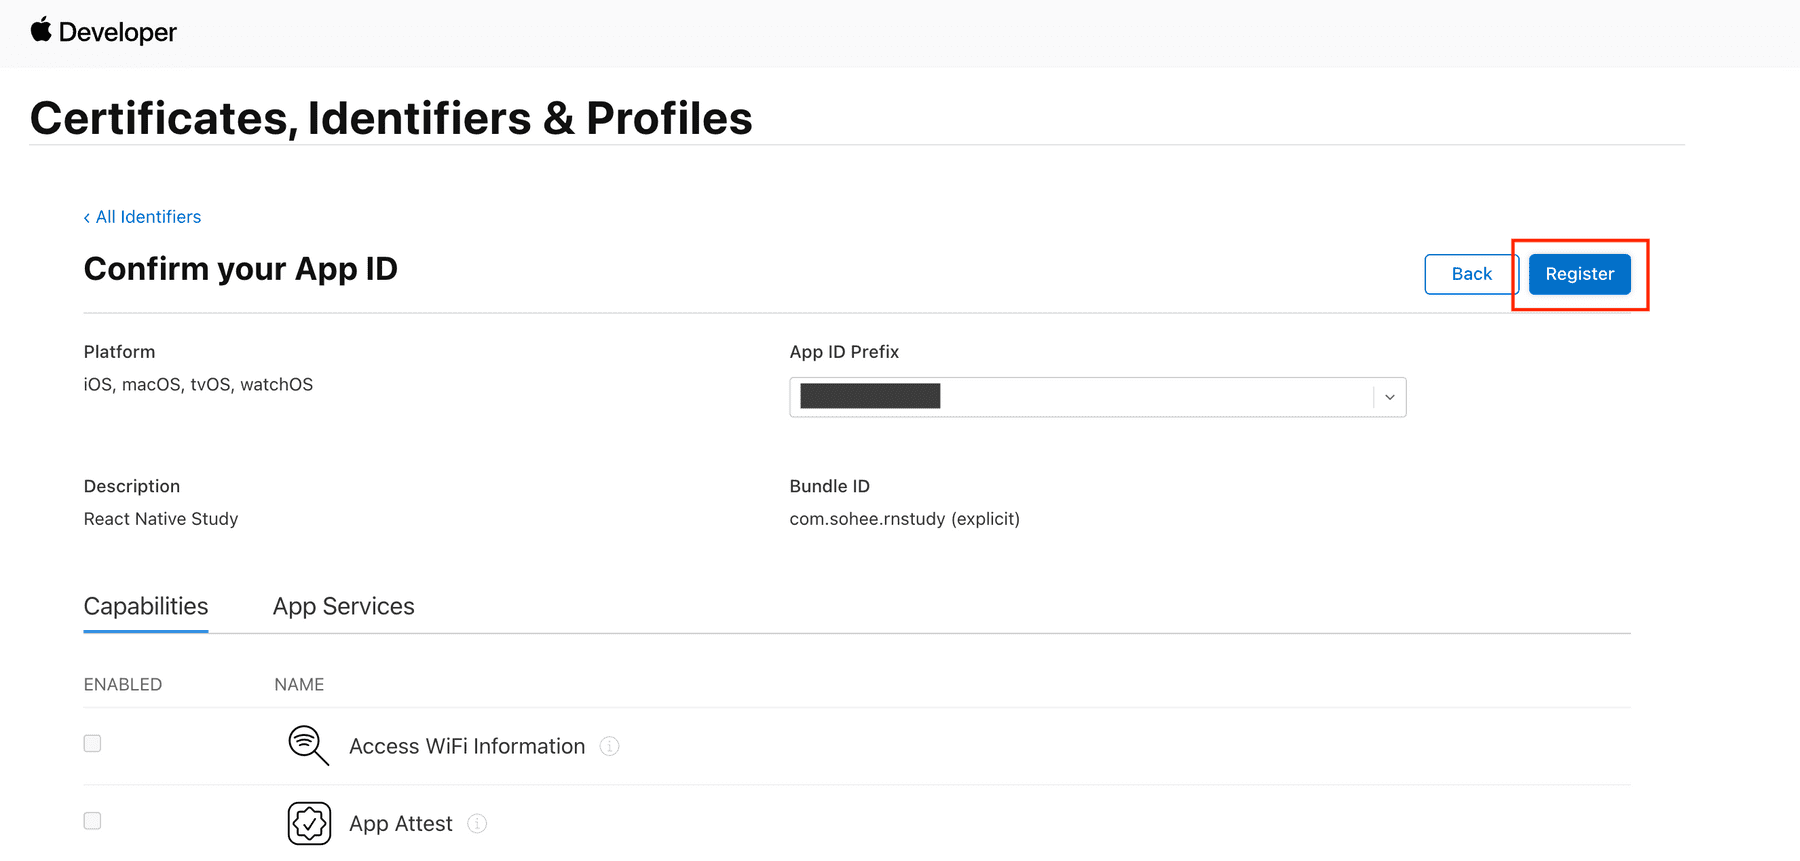 Developer
Certificates, Identifiers & Profiles
‹ All Identifiers
Confirm your App ID
Back
Register
Platform
App ID Prefix
iOS, macOS, tvOS, watchOS
Description
Bundle ID
React Native Study
com.sohee.rnstudy (explicit)
Capabilities
App Services
ENABLED
NAME
Access WiFi Information
App Attest